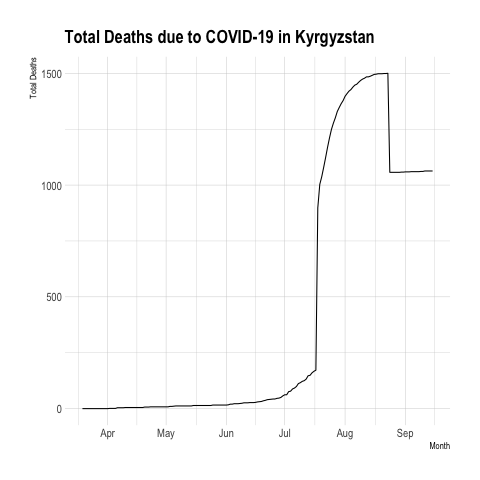 Total Deaths due to COVID-19 in Kyrgyzstan
Total Deaths
1500
1000
500
0
Apr May Jun Jul Aug Sep
Month